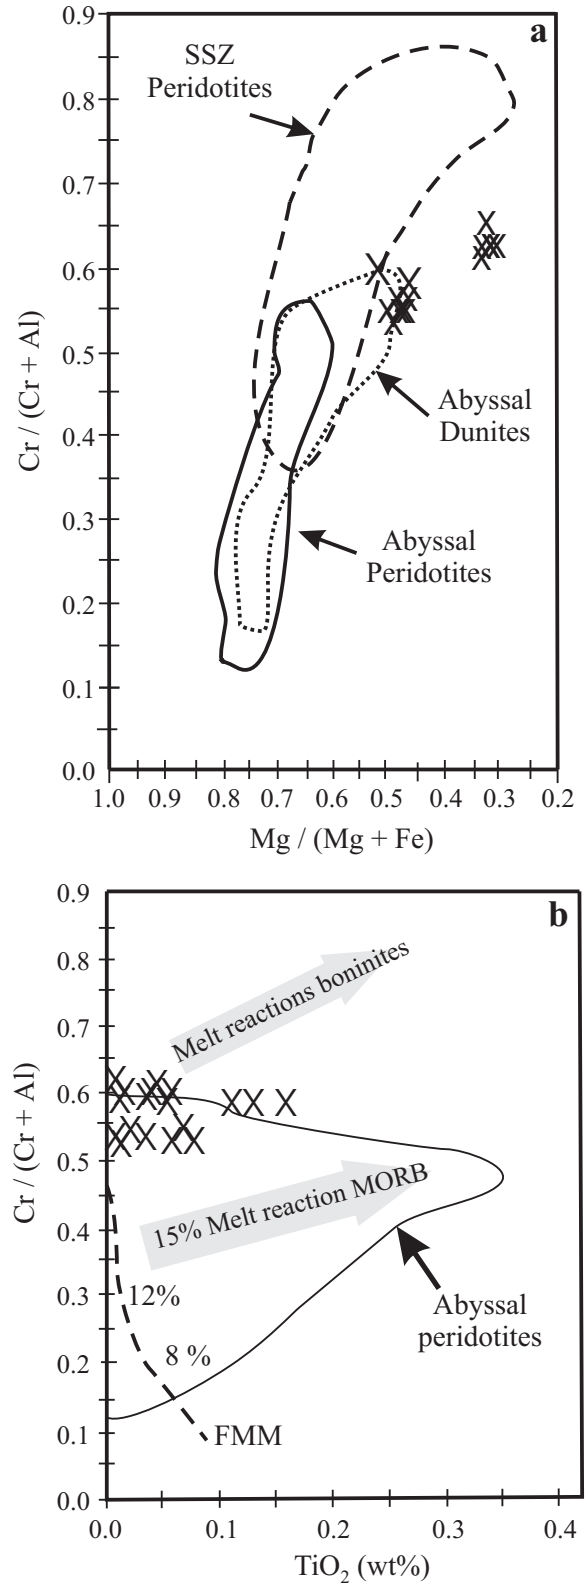 a
0.9
SSZ
Peridotites
0.8
0.7
0.6
0.5
Abyssal
Dunites
0.4
0.3
Abyssal
Peridotites
0.2
0.1
0.0
Cr / (Cr + Al)
1.0 0.9 0.8 0.7 0.6 0.5 0.4 0.3 0.2
Mg / (Mg + Fe)
b
0.9
0.8
Melt reactions boninites
0.7
0.6
0.5
15% Melt reaction MORB
0.4
0.3
12%
Abyssal
peridotites
8 %
0.2
0.1
FMM
0.0
Cr / (Cr + Al)
0.0 0.1 0.2 0.3 0.4
TiO₂ (wt%)